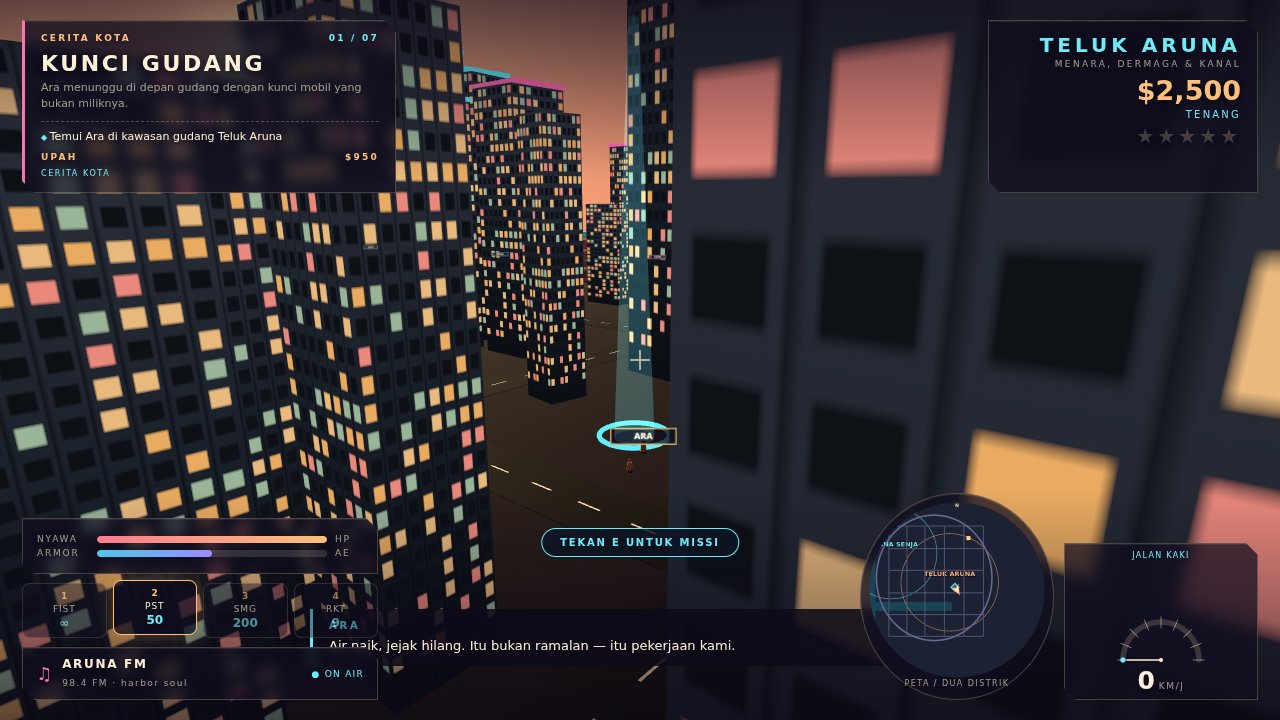 CERITA KOTA
01 / 07
KUNCI GUDANG
Ara menunggu di depan gudang dengan kunci mobil yang
bukan miliknya.
Temui Ara di kawasan gudang Teluk Aruna
UPAH
$950
CERITA KOTA
TELUK ARUNA
MENARA, DERMAGA & KANAL
$2,500
TENANG
ARA
TEKAN E UNTUK MISSI
NYAWA
HP
ARMOR
AE
1
FIST
∞
2
PST
50
3
SMG
200
4
RKT
ARA
Air naik, jejak hilang. Itu bukan ramalan — itu pekerjaan kami.
ARUNA FM
98.4 FM · harbor soul
ON AIR
N
NA SENJA
TELUK ARUNA
PETA / DUA DISTRIK
JALAN KAKI
0 KM/J